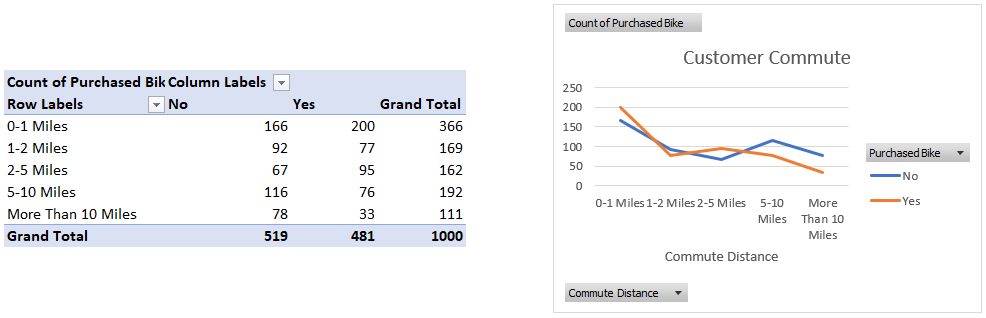 Count of Purchased Bik Column Labels
Row Labels No Yes Grand Total
0-1 Miles 166 200 366
1-2 Miles 92 77 169
2-5 Miles 67 95 162
5-10 Miles 116 76 192
More Than 10 Miles 78 33 111
Grand Total 519 481 1000
Count of Purchased Bike
Customer Commute
250
200
150
100
50
0
0-1 Miles 1-2 Miles 2-5 Miles 5-10 Miles More Than 10 Miles
Commute Distance
Purchased Bike
No
Yes
Commute Distance